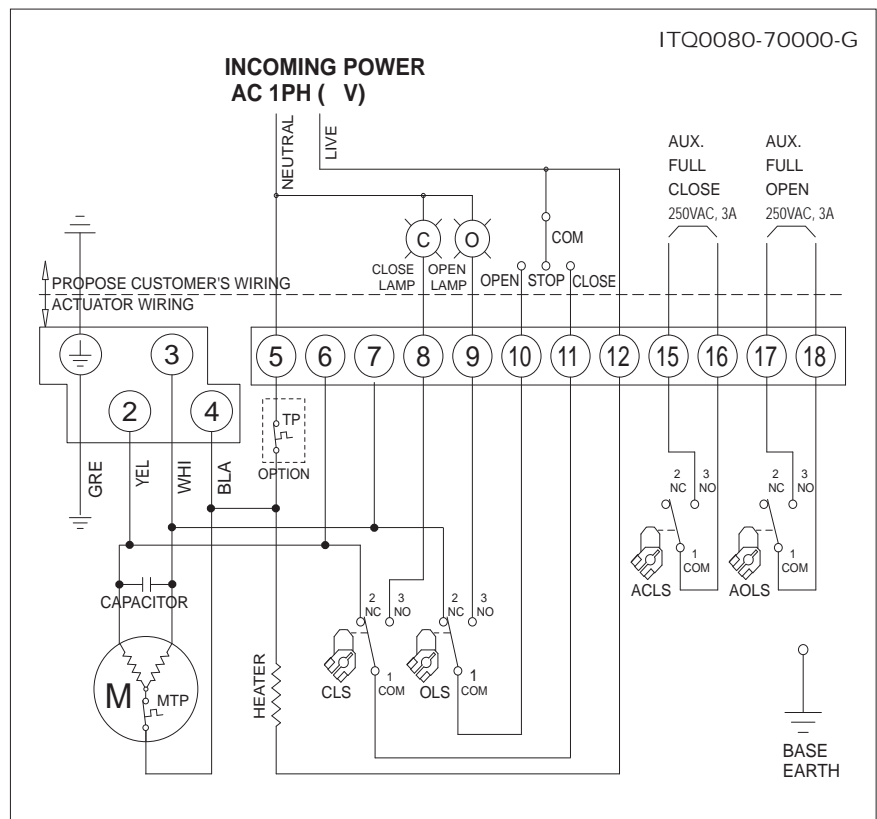 ITQ0080-70000-G
INCOMING POWER
AC 1PH ( V)
NEUTRAL
LIVE
AUX.
FULL
CLOSE
250VAC, 3A
AUX.
FULL
OPEN
250VAC, 3A
C
O
COM
CLOSE
LAMP
OPEN
LAMP
OPEN
STOP
CLOSE
PROPOSE CUSTOMER'S WIRING
ACTUATOR WIRING
3
2
4
5
6
7
8
9
10
11
12
15
16
17
18
TP
OPTION
GRE
YEL
WHI
BLA
CAPACITOR
M
MTP
HEATER
2
NC
3
NO
1
COM
CLS
2
NC
3
NO
1
COM
OLS
2
NC
3
NO
1
COM
ACLS
2
NC
3
NO
1
COM
AOLS
BASE
EARTH